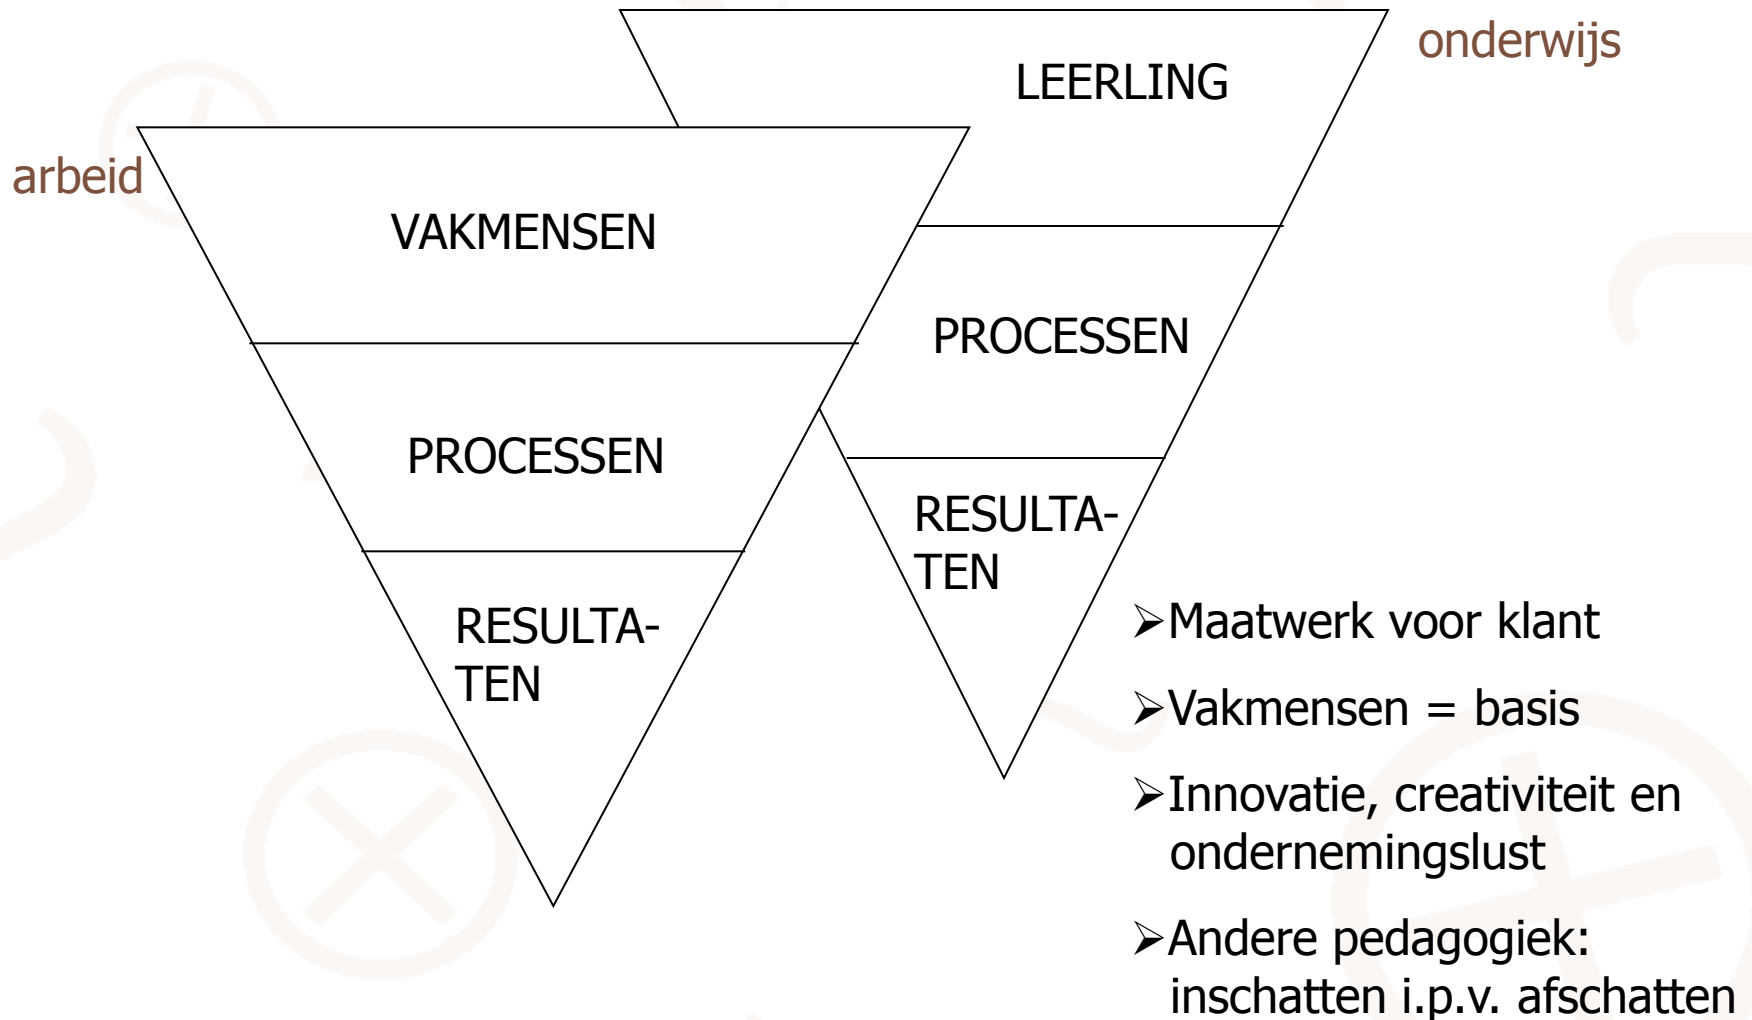 onderwijs
LEERLING
arbeid
VAKMENSEN
PROCESSEN
PROCESSEN
RESULTA-
TEN
RESULTA-
TEN
➢Maatwerk voor klant
➢Vakmensen = basis
➢Innovatie, creativiteit en
ondernemingslust
➢Andere pedagogiek:
inschatten i.p.v. afschatten